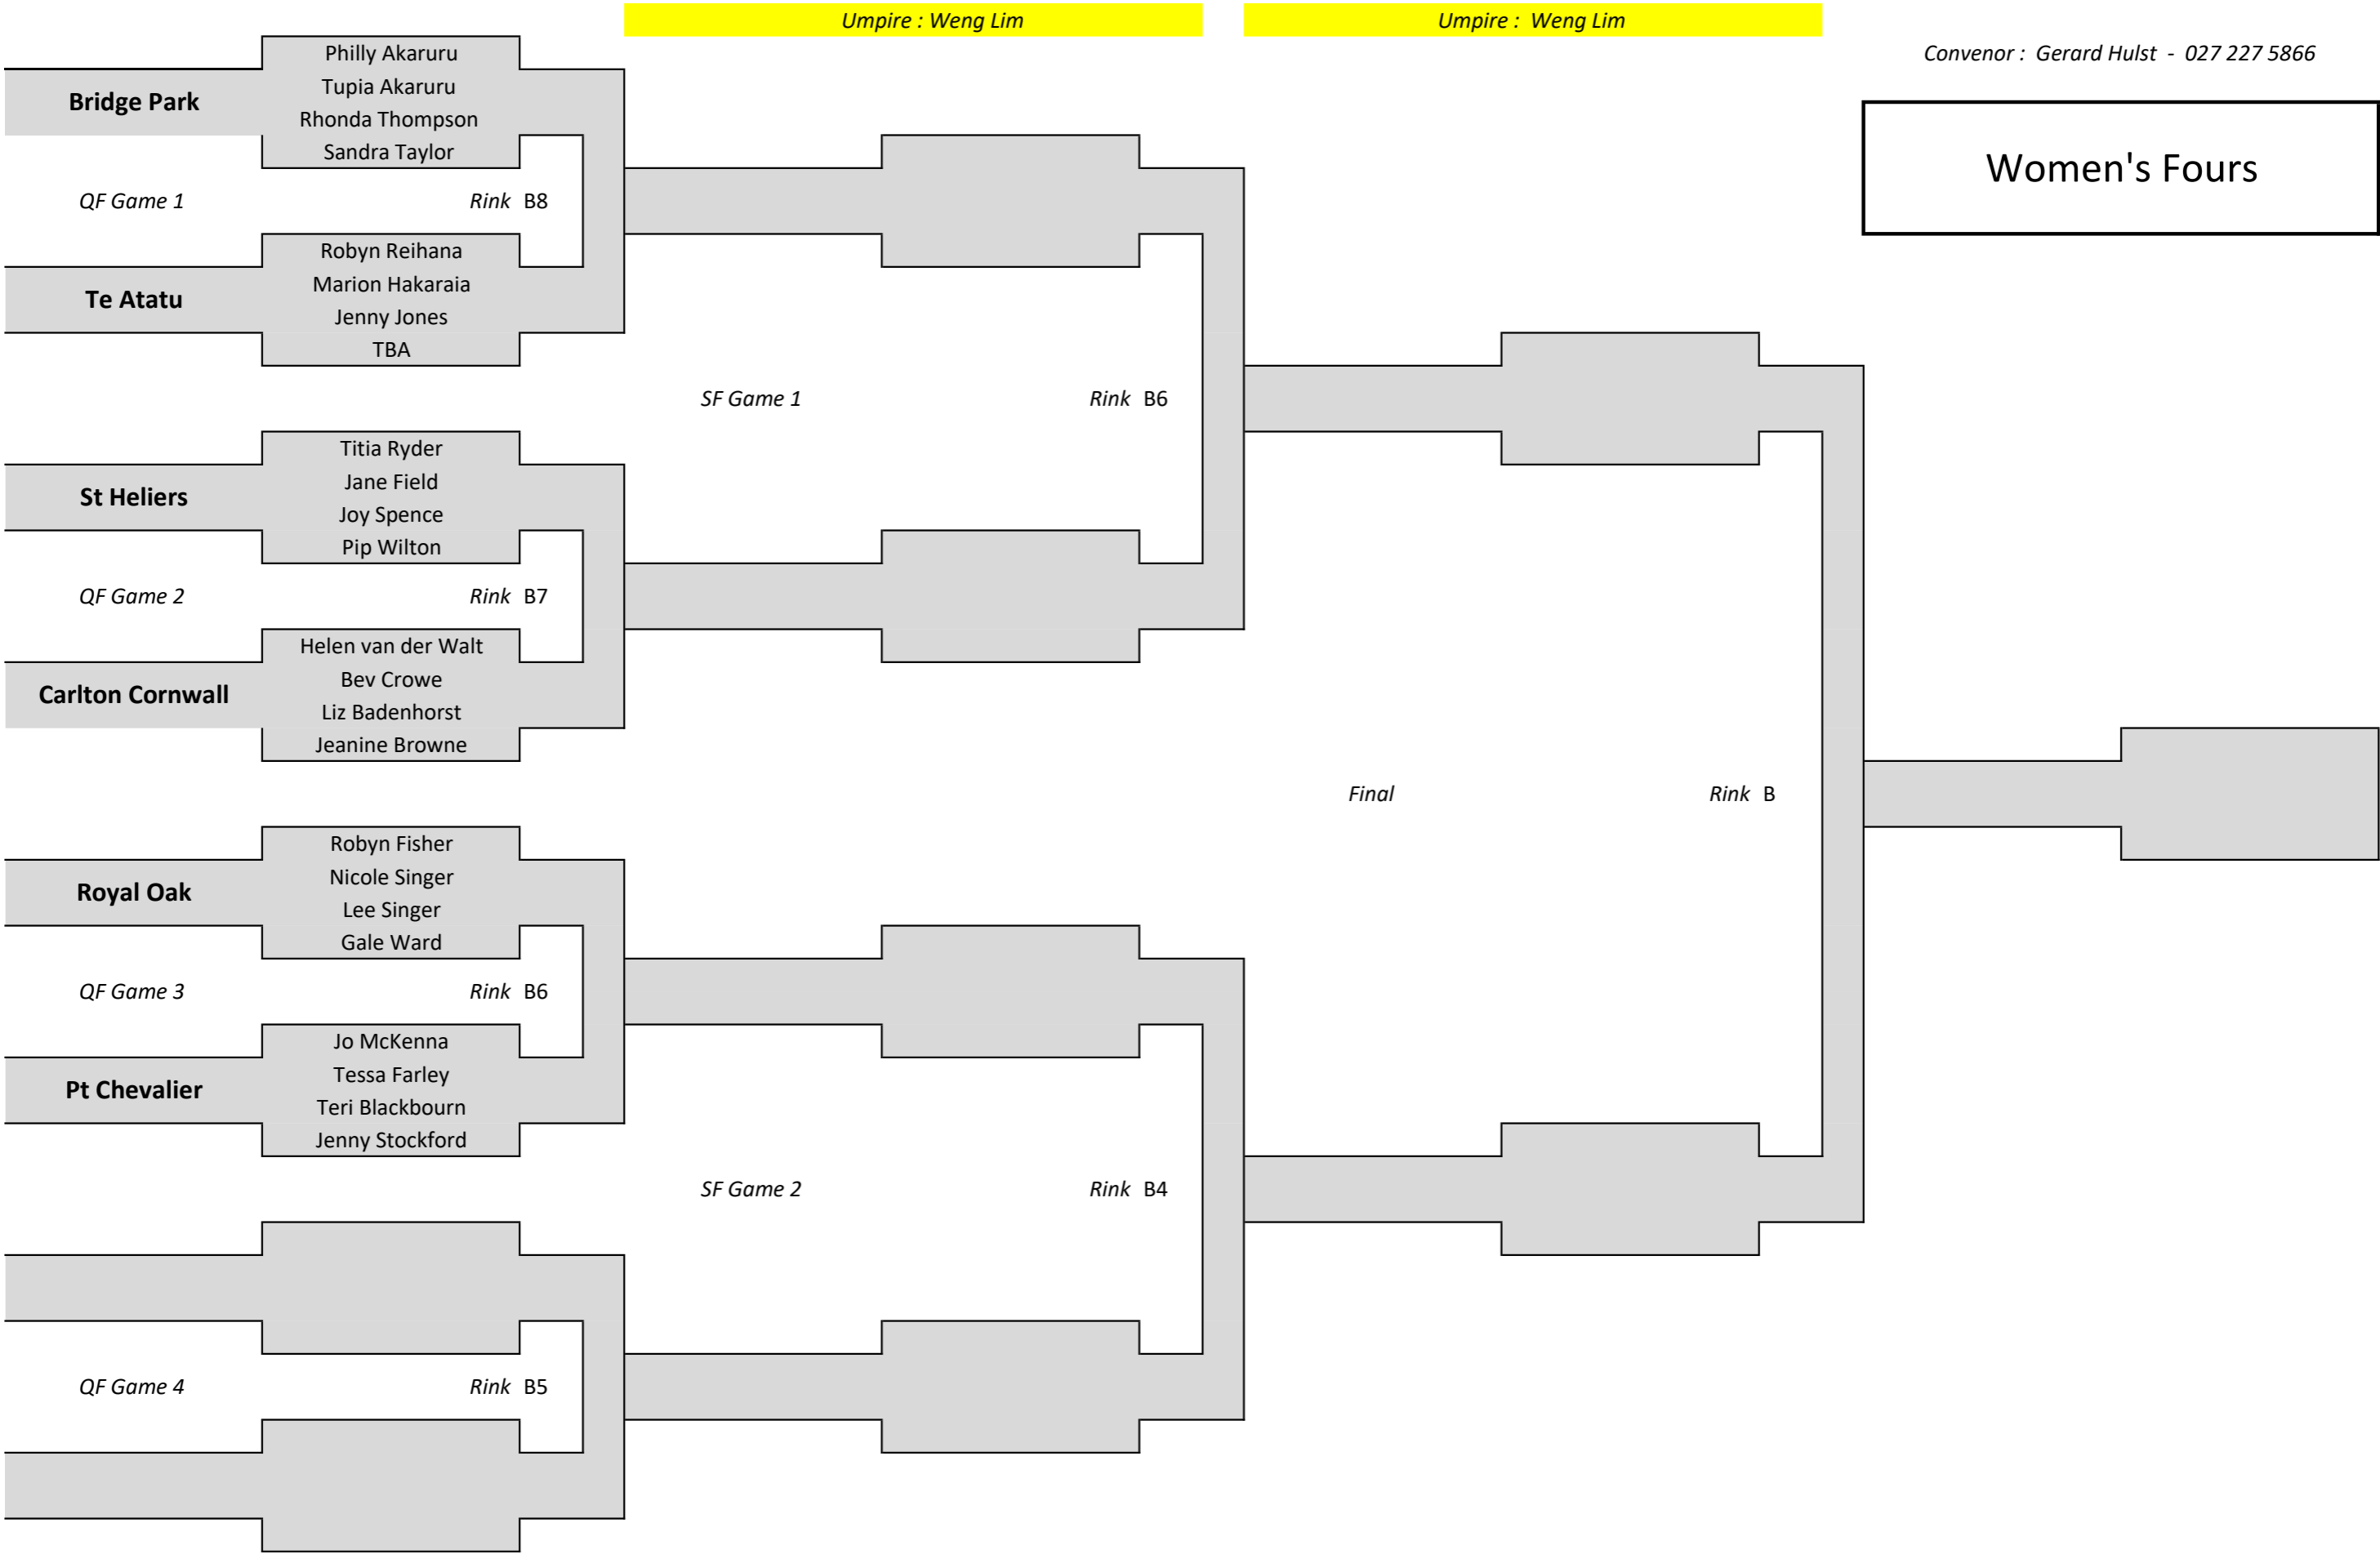 Umpire : Weng Lim
Umpire : Weng Lim
Convenor : Gerard Hulst - 027 227 5866
Women's Fours
Bridge Park
Philly Akaruru
Tupia Akaruru
Rhonda Thompson
Sandra Taylor
QF Game 1
Rink B8
Te Atatu
Robyn Reihana
Marion Hakaraia
Jenny Jones
TBA
SF Game 1
Rink B6
St Heliers
Titia Ryder
Jane Field
Joy Spence
Pip Wilton
QF Game 2
Rink B7
Carlton Cornwall
Helen van der Walt
Bev Crowe
Liz Badenhorst
Jeanine Browne
Final
Rink B
Royal Oak
Robyn Fisher
Nicole Singer
Lee Singer
Gale Ward
QF Game 3
Rink B6
Pt Chevalier
Jo McKenna
Tessa Farley
Teri Blackbourn
Jenny Stockford
SF Game 2
Rink B4
QF Game 4
Rink B5